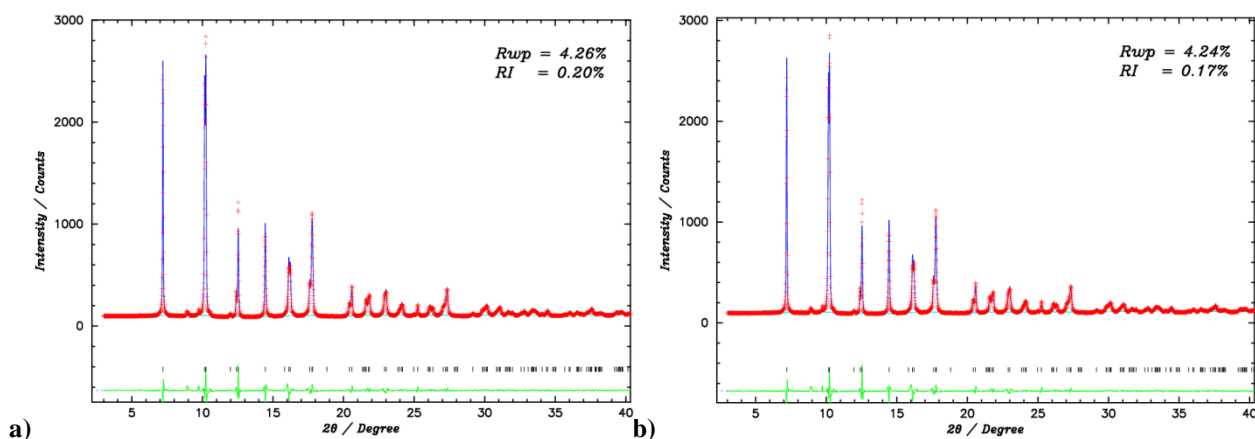 3000
2000
1000
0
Intensity / Counts
Rwp = 4.26%
RI = 0.20%
5 10 15 20 25 30 35 40
2θ / Degree
a)
3000
2000
1000
0
Intensity / Counts
Rwp = 4.24%
RI = 0.17%
5 10 15 20 25 30 35 40
2θ / Degree
b)